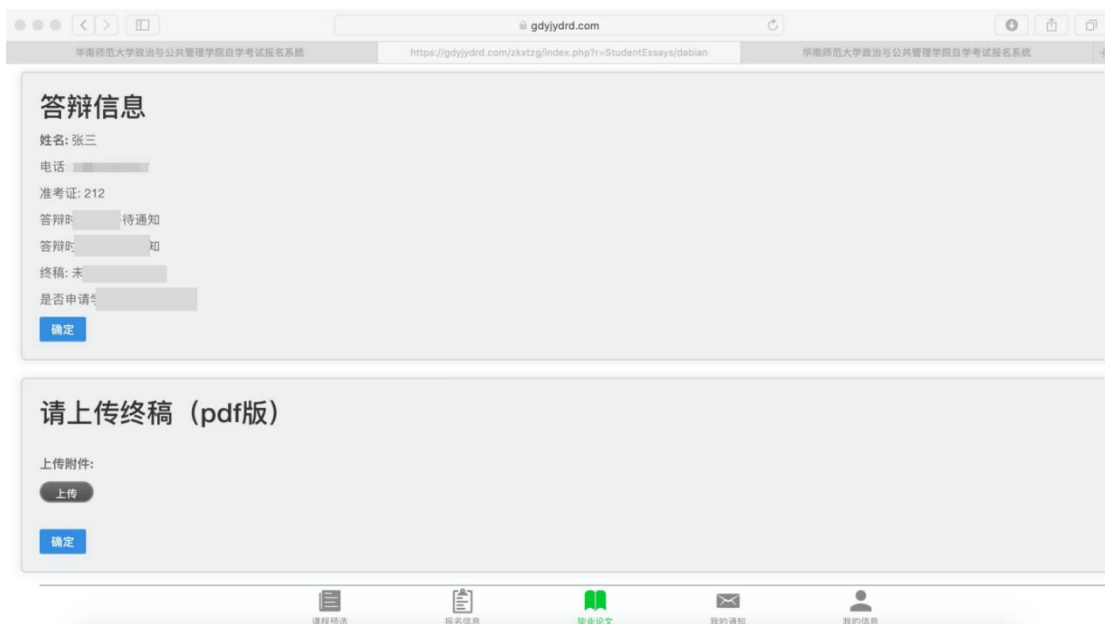 gdyjydrd.com
华南师范大学政治与公共管理学院自学考试报名系统
https://gdyjydrd.com/zkxtzg/index.php?r=StudentEssays/dabian
华南师范大学政治与公共管理学院自学考试报名系统
答辩信息
姓名: 张三
电话
准考证: 212
答辩时 待通知
答辩时 知
终稿: 未
是否申请
确定
请上传终稿（pdf版）
上传附件:
上传
确定
课程预选
报名信息
毕业论文
我的通知
我的信息